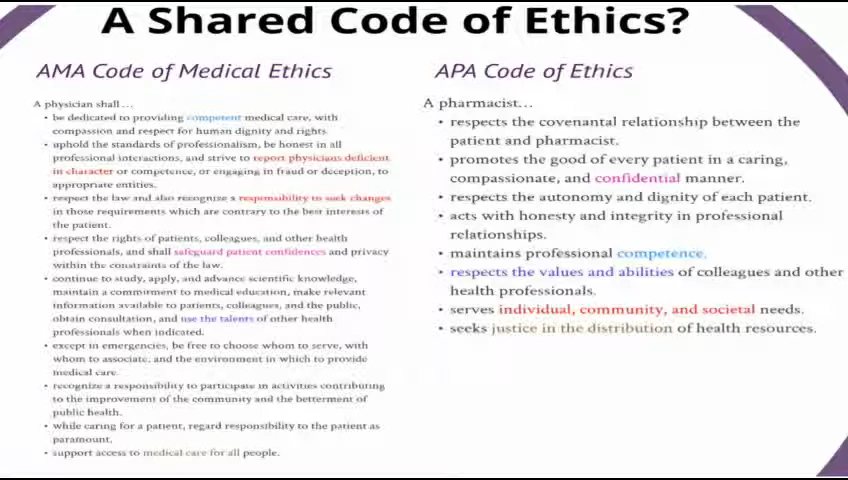 A Shared Code of Ethics?
AMA Code of Medical Ethics
A physician shall...
• be dedicated to providing competent medical care, with
compassion and respect for human dignity and rights.
• uphold the standards of professionalism, be honest in all
professional interactions, and strive to report physicians deficient
in character or competence, or engaging in fraud or deception, to
appropriate entities.
• respect the law and also recognize a responsibility to seek changes
in those requirements which are contrary to the best interests of
the patient.
• respect the rights of patients, colleagues, and other health
professionals, and shall safeguard patient confidences and privacy
within the constraints of the law.
• continue to study, apply, and advance scientific knowledge,
maintain a commitment to medical education, make relevant
information available to patients, colleagues, and the public,
obtain consultation, and use the talents of other health
professionals when indicated.
• except in emergencies, be free to choose whom to serve, with
whom to associate, and the environment in which to provide
medical care.
• recognize a responsibility to participate in activities contributing
to the improvement of the community and the betterment of
public health.
• while caring for a patient, regard responsibility to the patient as
paramount.
• support access to medical care for all people.
APA Code of Ethics
A pharmacist...
• respects the covenantal relationship between the
patient and pharmacist.
• promotes the good of every patient in a caring,
compassionate, and confidential manner.
• respects the autonomy and dignity of each patient.
• acts with honesty and integrity in professional
relationships.
• maintains professional competence.
• respects the values and abilities of colleagues and other
health professionals.
• serves individual, community, and societal needs.
• seeks justice in the distribution of health resources.